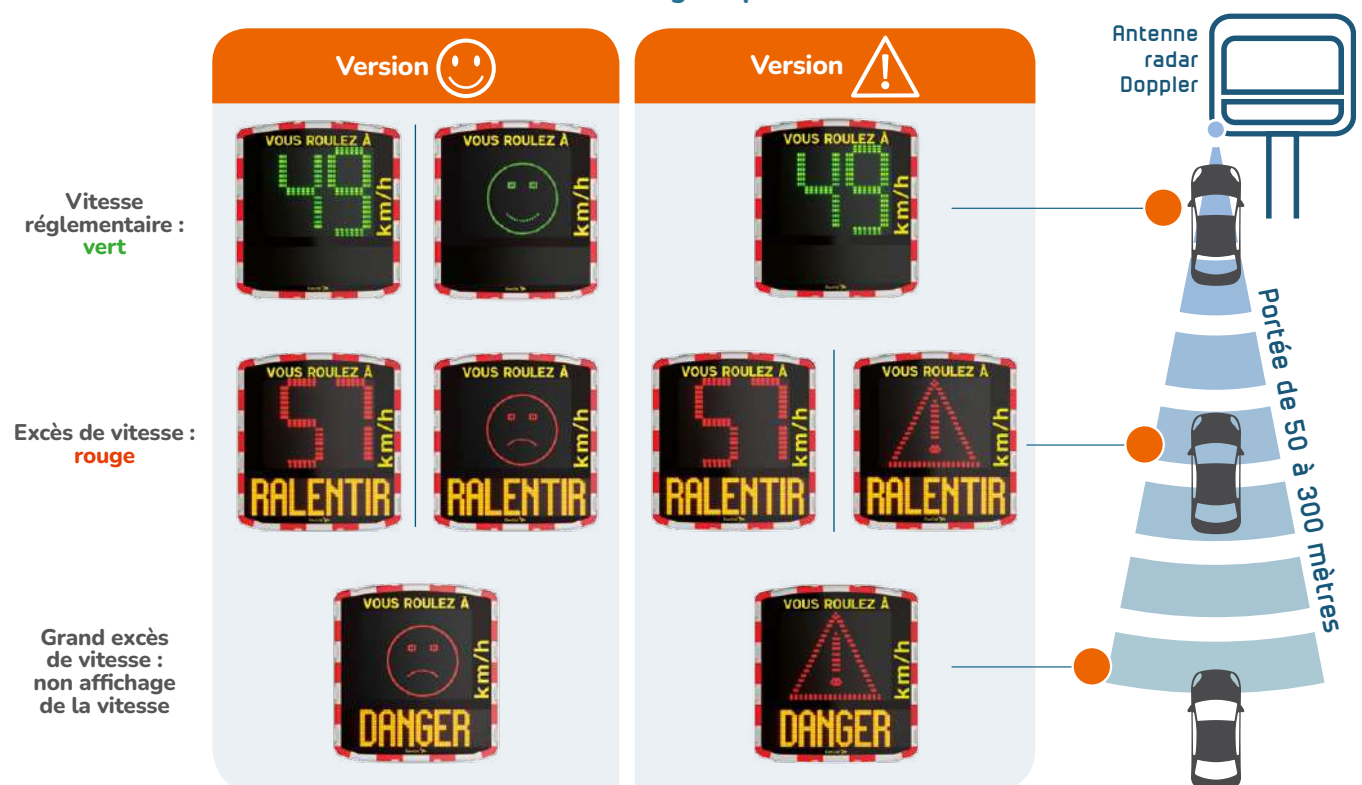 Version
Version
Antenne
radar
Doppler
VOUS ROULEZ À
49
km/h
VOUS ROULEZ À
km/h
VOUS ROULEZ À
49
km/h
Vitesse
réglementaire :
vert
VOUS ROULEZ À
57
km/h
RALENTIR
VOUS ROULEZ À
km/h
RALENTIR
VOUS ROULEZ À
57
km/h
RALENTIR
VOUS ROULEZ À
km/h
RALENTIR
Excès de vitesse :
rouge
Portée de 50 à 300 mètres
VOUS ROULEZ À
km/h
DANGER
VOUS ROULEZ À
km/h
DANGER
Grand excès
de vitesse :
non affichage
de la vitesse